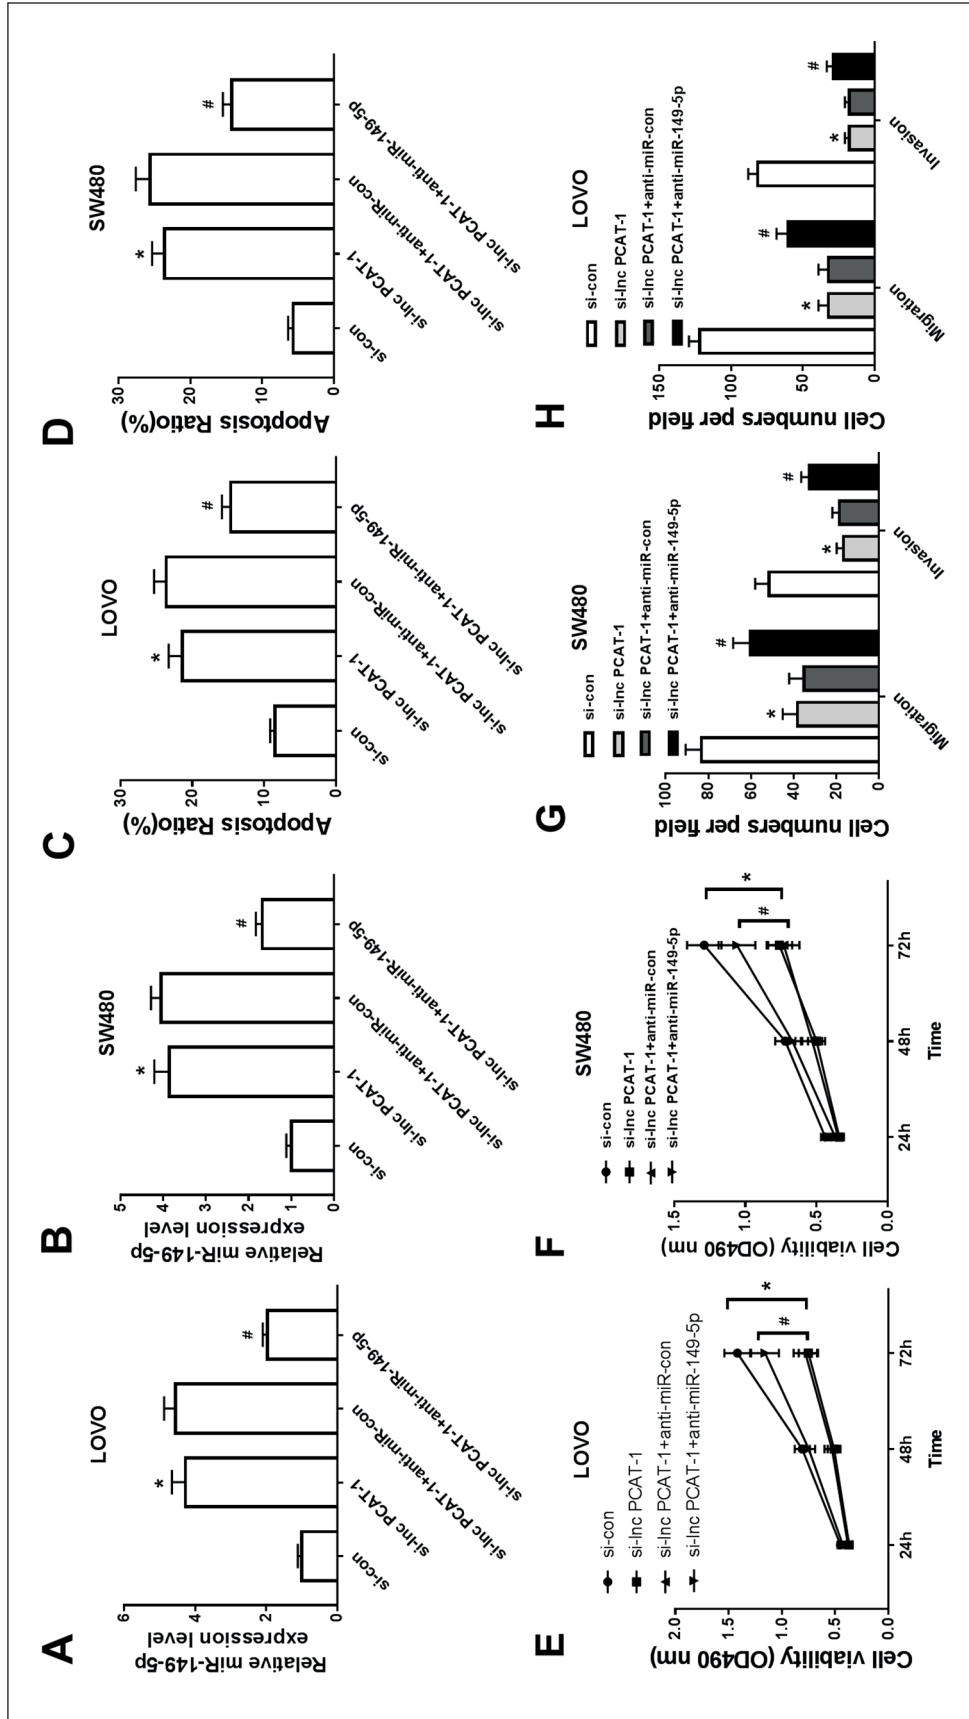 A
LOVO
Relative miR-149-5p
expression level
6
4
2
0
*
#
si-con
si-lnc PCAT-1
si-lnc PCAT-1+anti-miR-con
si-lnc PCAT-1+anti-miR-149-5p
B
SW480
Relative miR-149-5p
expression level
5
4
3
2
1
0
*
#
si-con
si-lnc PCAT-1
si-lnc PCAT-1+anti-miR-con
si-lnc PCAT-1+anti-miR-149-5p
C
LOVO
Apoptosis Ratio(%)
30
20
10
0
*
#
si-con
si-lnc PCAT-1
si-lnc PCAT-1+anti-miR-con
si-lnc PCAT-1+anti-miR-149-5p
D
SW480
Apoptosis Ratio(%)
30
20
10
0
*
#
si-con
si-lnc PCAT-1
si-lnc PCAT-1+anti-miR-con
si-lnc PCAT-1+anti-miR-149-5p
E
LOVO
si-con
si-lnc PCAT-1
si-lnc PCAT-1+anti-miR-con
si-lnc PCAT-1+anti-miR-149-5p
Cell viability (OD490 nm)
2.0
1.5
1.0
0.5
0.0
#
*
24h 48h 72h
Time
F
SW480
si-con
si-lnc PCAT-1
si-lnc PCAT-1+anti-miR-con
si-lnc PCAT-1+anti-miR-149-5p
Cell viability (OD490 nm)
1.5
1.0
0.5
0.0
#
*
24h 48h 72h
Time
G
SW480
si-con
si-lnc PCAT-1
si-lnc PCAT-1+anti-miR-con
si-lnc PCAT-1+anti-miR-149-5p
Cell numbers per field
100
80
60
40
20
0
*
#
*
#
Migration
Invasion
H
LOVO
si-con
si-lnc PCAT-1
si-lnc PCAT-1+anti-miR-con
si-lnc PCAT-1+anti-miR-149-5p
Cell numbers per field
150
100
50
0
*
#
*
#
Migration
Invasion